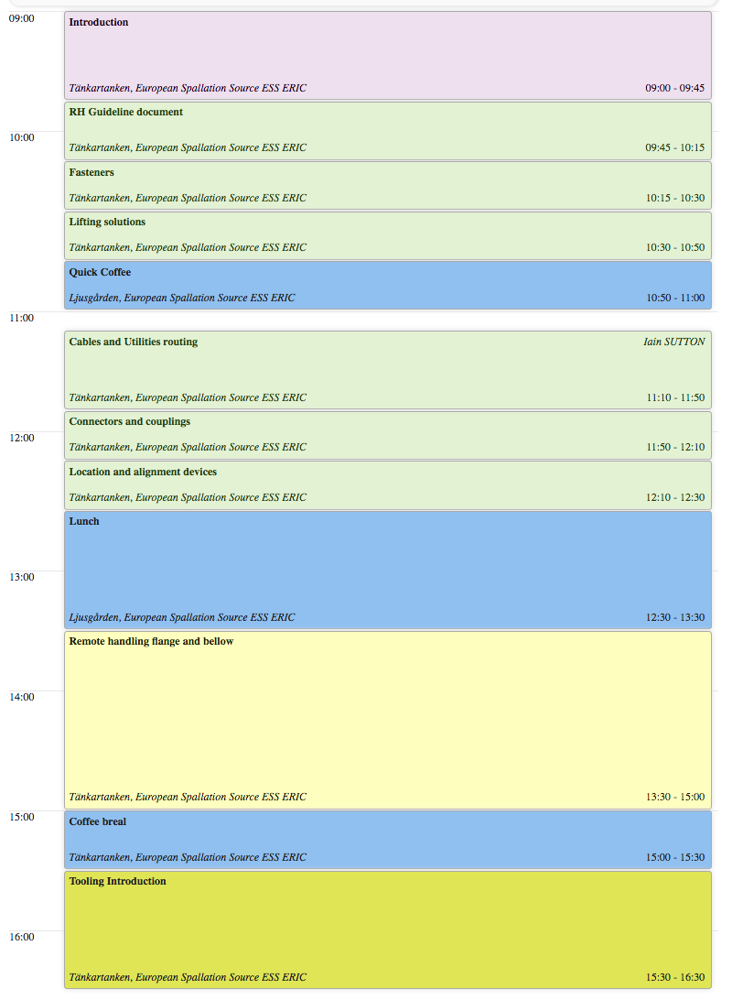 09:00
Introduction
Tänkartanken, European Spallation Source ESS ERIC 09:00 - 09:45
RH Guideline document
10:00
Tänkartanken, European Spallation Source ESS ERIC 09:45 - 10:15
Fasteners
Tänkartanken, European Spallation Source ESS ERIC 10:15 - 10:30
Lifting solutions
Tänkartanken, European Spallation Source ESS ERIC 10:30 - 10:50
Quick Coffee
Ljusgården, European Spallation Source ESS ERIC 10:50 - 11:00
11:00
Cables and Utilities routing Iain SUTTON
Tänkartanken, European Spallation Source ESS ERIC 11:10 - 11:50
Connectors and couplings
12:00
Tänkartanken, European Spallation Source ESS ERIC 11:50 - 12:10
Location and alignment devices
Tänkartanken, European Spallation Source ESS ERIC 12:10 - 12:30
Lunch
13:00
Ljusgården, European Spallation Source ESS ERIC 12:30 - 13:30
Remote handling flange and bellow
14:00
Tänkartanken, European Spallation Source ESS ERIC 13:30 - 15:00
15:00
Coffee breal
Tänkartanken, European Spallation Source ESS ERIC 15:00 - 15:30
Tooling Introduction
16:00
Tänkartanken, European Spallation Source ESS ERIC 15:30 - 16:30